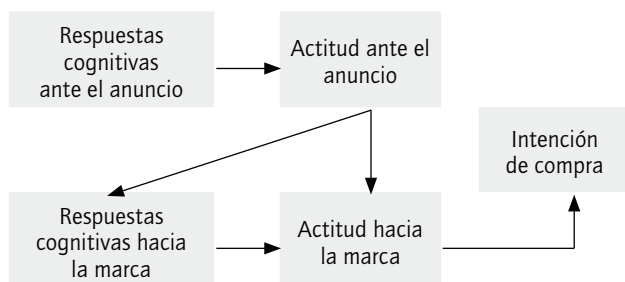 Respuestas
cognitivas
ante el anuncio
Actitud ante el
anuncio
Intención
de compra
Respuestas
cognitivas hacia
la marca
Actitud hacia
la marca